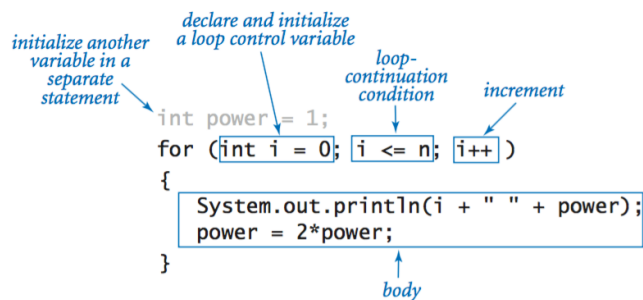 declare and initialize
a loop control variable
initialize another
variable in a
separate
statement
loop-
continuation
condition
increment
int power = 1;
for (int i = 0; i <= n; i++ )
{
System.out.println(i + " " + power);
power = 2*power;
}
body